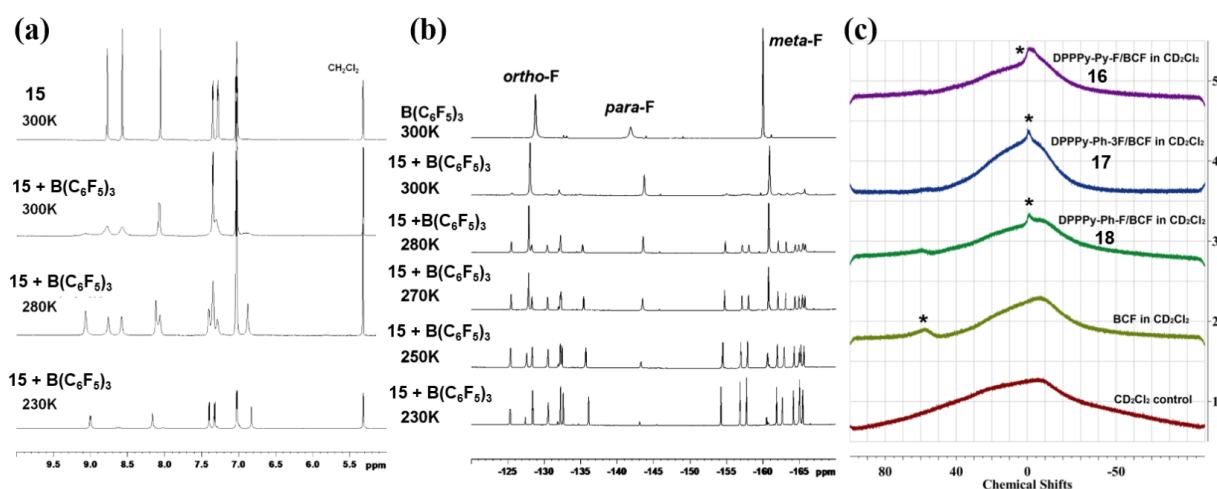 (a)
15
300K
CH2Cl2
15 + B(C6F5)3
300K
15 + B(C6F5)3
280K
15 + B(C6F5)3
230K
9.5 9.0 8.5 8.0 7.5 7.0 6.5 6.0 5.5 ppm
(b)
ortho-F
para-F
meta-F
B(C6F5)3
300K
15 + B(C6F5)3
300K
15 +B(C6F5)3
280K
15 + B(C6F5)3
270K
15 + B(C6F5)3
250K
15 + B(C6F5)3
230K
-125 -130 -135 -140 -145 -150 -155 -160 -165 ppm
(c)
* DPPPy-Py-F/BCF in CD2Cl2
16
5
*
DPPPy-Ph-3F/BCF in CD2Cl2
17
4
*
DPPPy-Ph-F/BCF in CD2Cl2
18
3
BCF in CD2Cl2
*
2
CD2Cl2 control
1
80 40 0 -50
Chemical Shifts